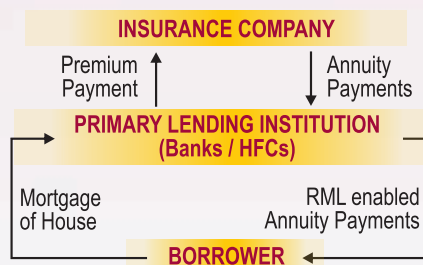 INSURANCE COMPANY
Premium
Payment
Annuity
Payments
PRIMARY LENDING INSTITUTION
(Banks / HFCs)
Mortgage
of House
RML enabled
Annuity Payments
BORROWER